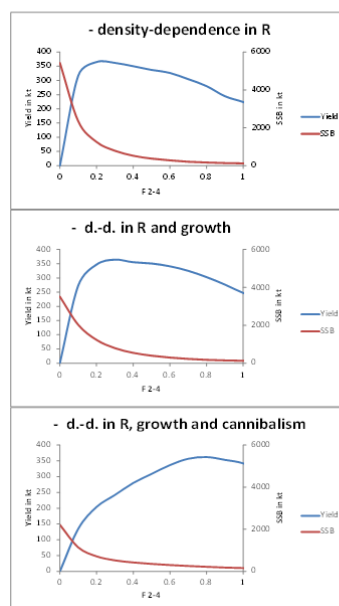 - density-dependence in R
400
350
300
250
200
150
100
50
0
Yield in kt
6000
4000
2000
0
SSB in kt
0 0.2 0.4 0.6 0.8 1
F 2-4
Yield
SSB
- d.-d. in R and growth
400
350
300
250
200
150
100
50
0
Yield in kt
6000
4000
2000
0
SSB in kt
0 0.2 0.4 0.6 0.8 1
F 2-4
Yield
SSB
- d.-d. in R, growth and cannibalism
400
350
300
250
200
150
100
50
0
Yield in kt
6000
4000
2000
0
SSB in kt
0 0.2 0.4 0.6 0.8 1
F 2-4
Yield
SSB